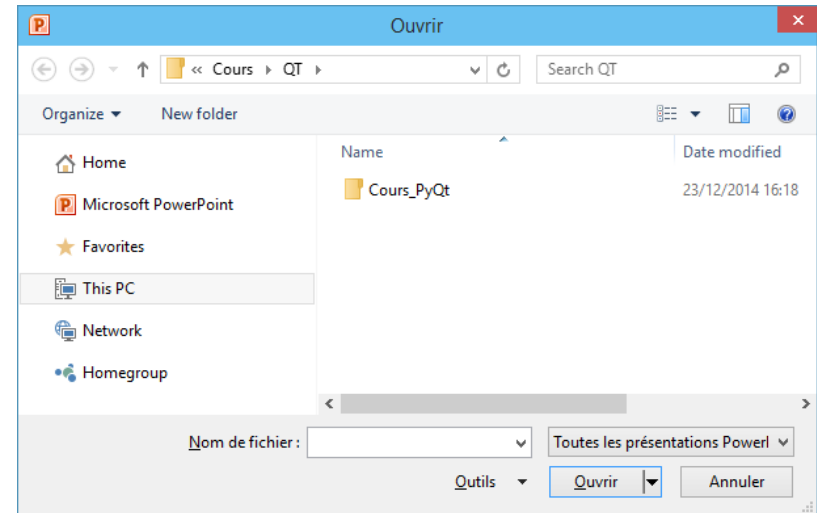 Ouvrir
« Cours QT
Search QT
Organize New folder
Name Date modified
Home
Cours_PyQt 23/12/2014 16:18
Microsoft PowerPoint
Favorites
This PC
Network
Homegroup
Nom de fichier :
Toutes les présentations Powerl
Outils Ouvrir Annuler